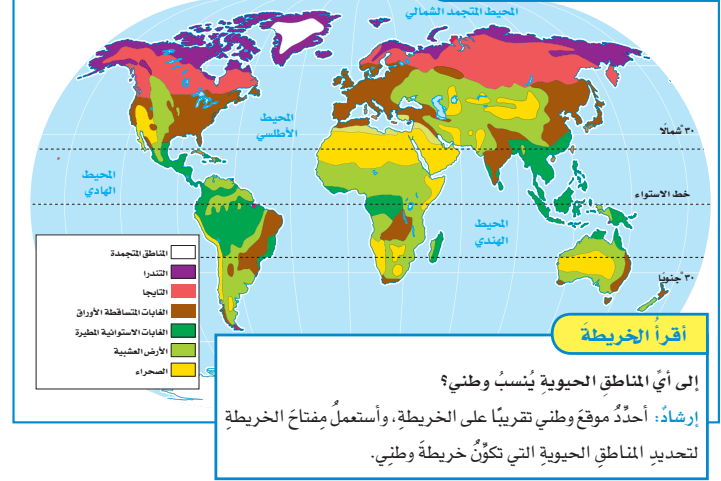 المحيط المتجمد الشمالي
المحيط
الأطلسي
٣٠ °شمالًا
المحيط
الهادي
خط الاستواء
المحيط
الهندي
٣٠ °جنوبًا
المناطق المتجمدة
التندرا
التايجا
الغابات المتساقطة الأوراق
الغابات الاستوائية المطيرة
الأرض العشبية
الصحراء
أقرأُ الخريطةَ
إلى أيِّ المناطقِ الحيويةِ يُنسبُ وطني؟
إرشادٌ: أحدِّدُ موقعَ وطني تقريبًا على الخريطةِ، وأستعملُ مِفتاحَ الخريطةِ
لتحديدِ المناطقِ الحيويةِ التي تكوِّنُ خريطةَ وطنِي.